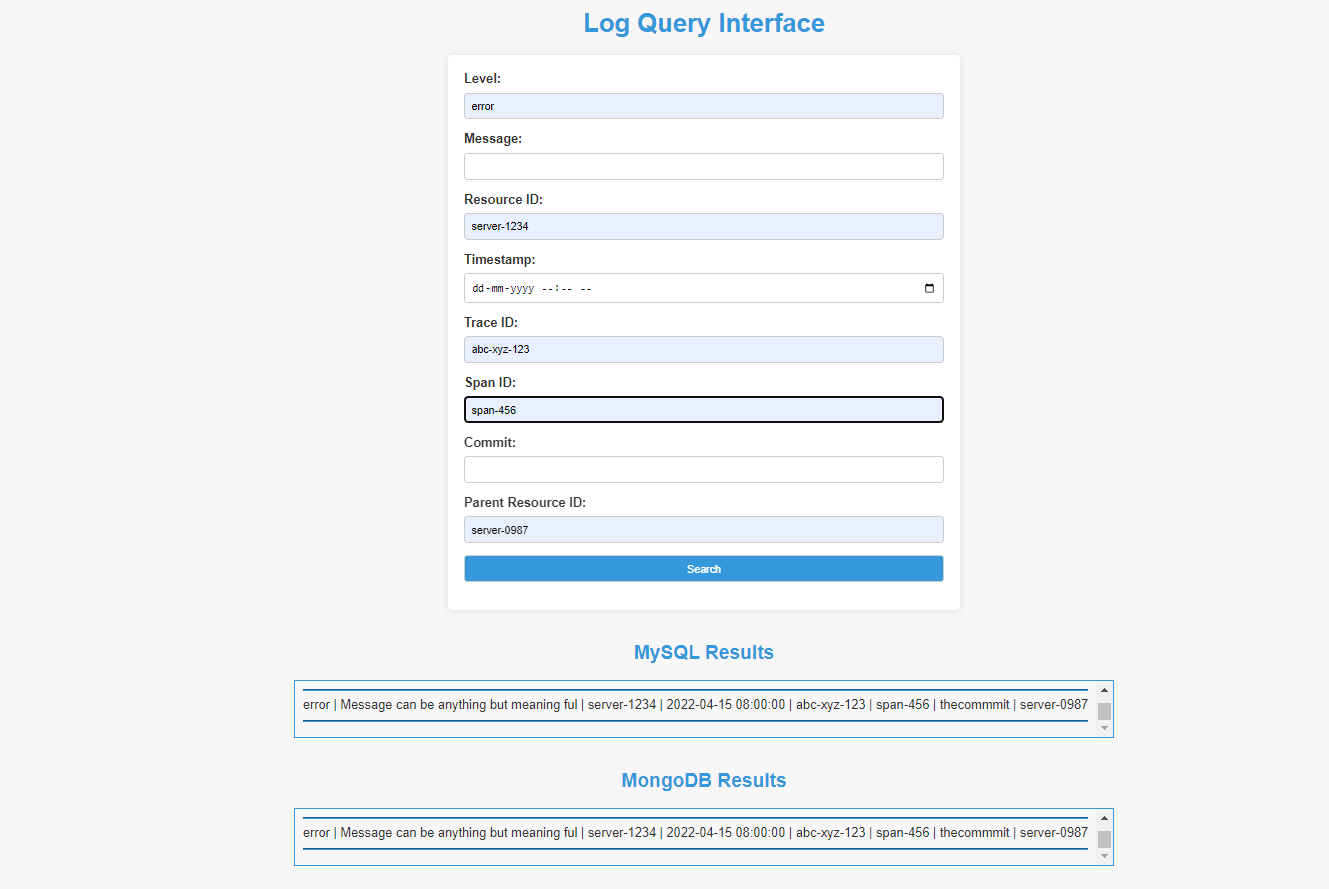 Log Query Interface
Level:
error
Message:
Resource ID:
server-1234
Timestamp:
dd-mm-yyyy --:-- --
Trace ID:
abc-xyz-123
Span ID:
span-456
Commit:
Parent Resource ID:
server-0987
Search
MySQL Results
error | Message can be anything but meaning ful | server-1234 | 2022-04-15 08:00:00 | abc-xyz-123 | span-456 | thecommmit | server-0987
MongoDB Results
error | Message can be anything but meaning ful | server-1234 | 2022-04-15 08:00:00 | abc-xyz-123 | span-456 | thecommmit | server-0987